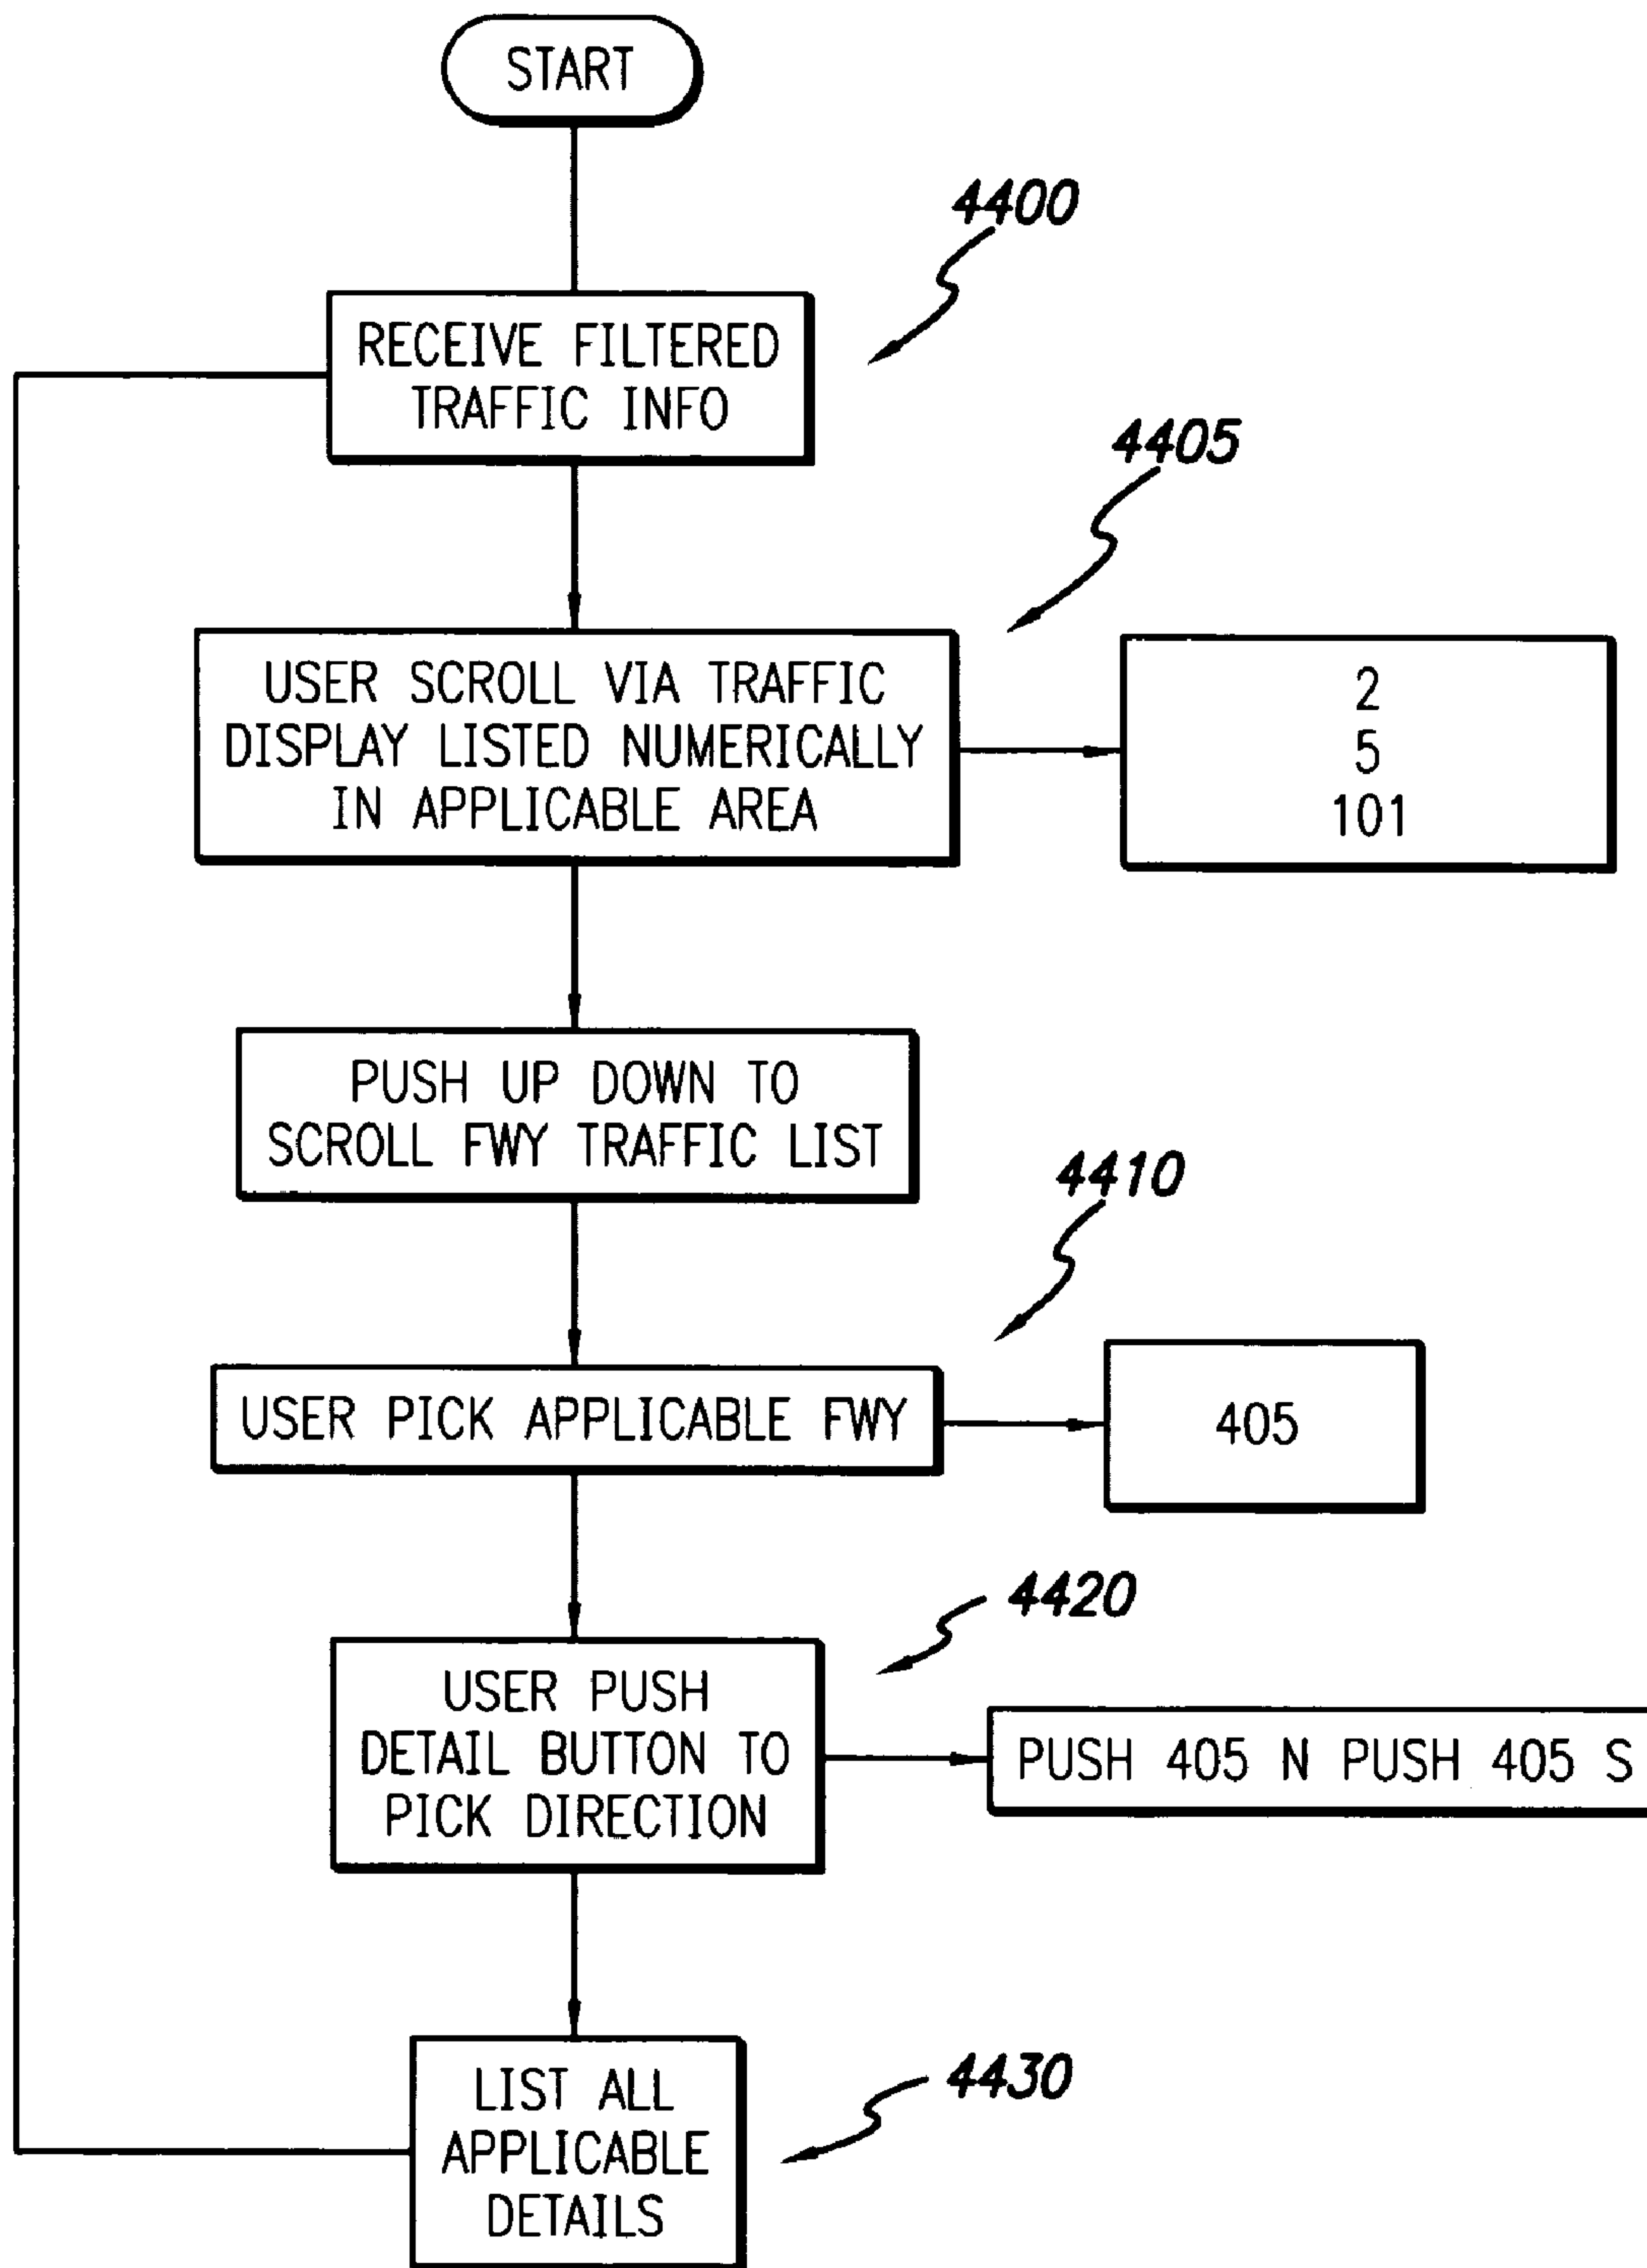 START
4400
RECEIVE FILTERED
TRAFFIC INFO
4405
USER SCROLL VIA TRAFFIC
DISPLAY LISTED NUMERICALLY
IN APPLICABLE AREA
2
5
101
PUSH UP DOWN TO
SCROLL FWY TRAFFIC LIST
4410
USER PICK APPLICABLE FWY
405
4420
USER PUSH
DETAIL BUTTON TO
PICK DIRECTION
PUSH 405 N PUSH 405 S
4430
LIST ALL
APPLICABLE
DETAILS